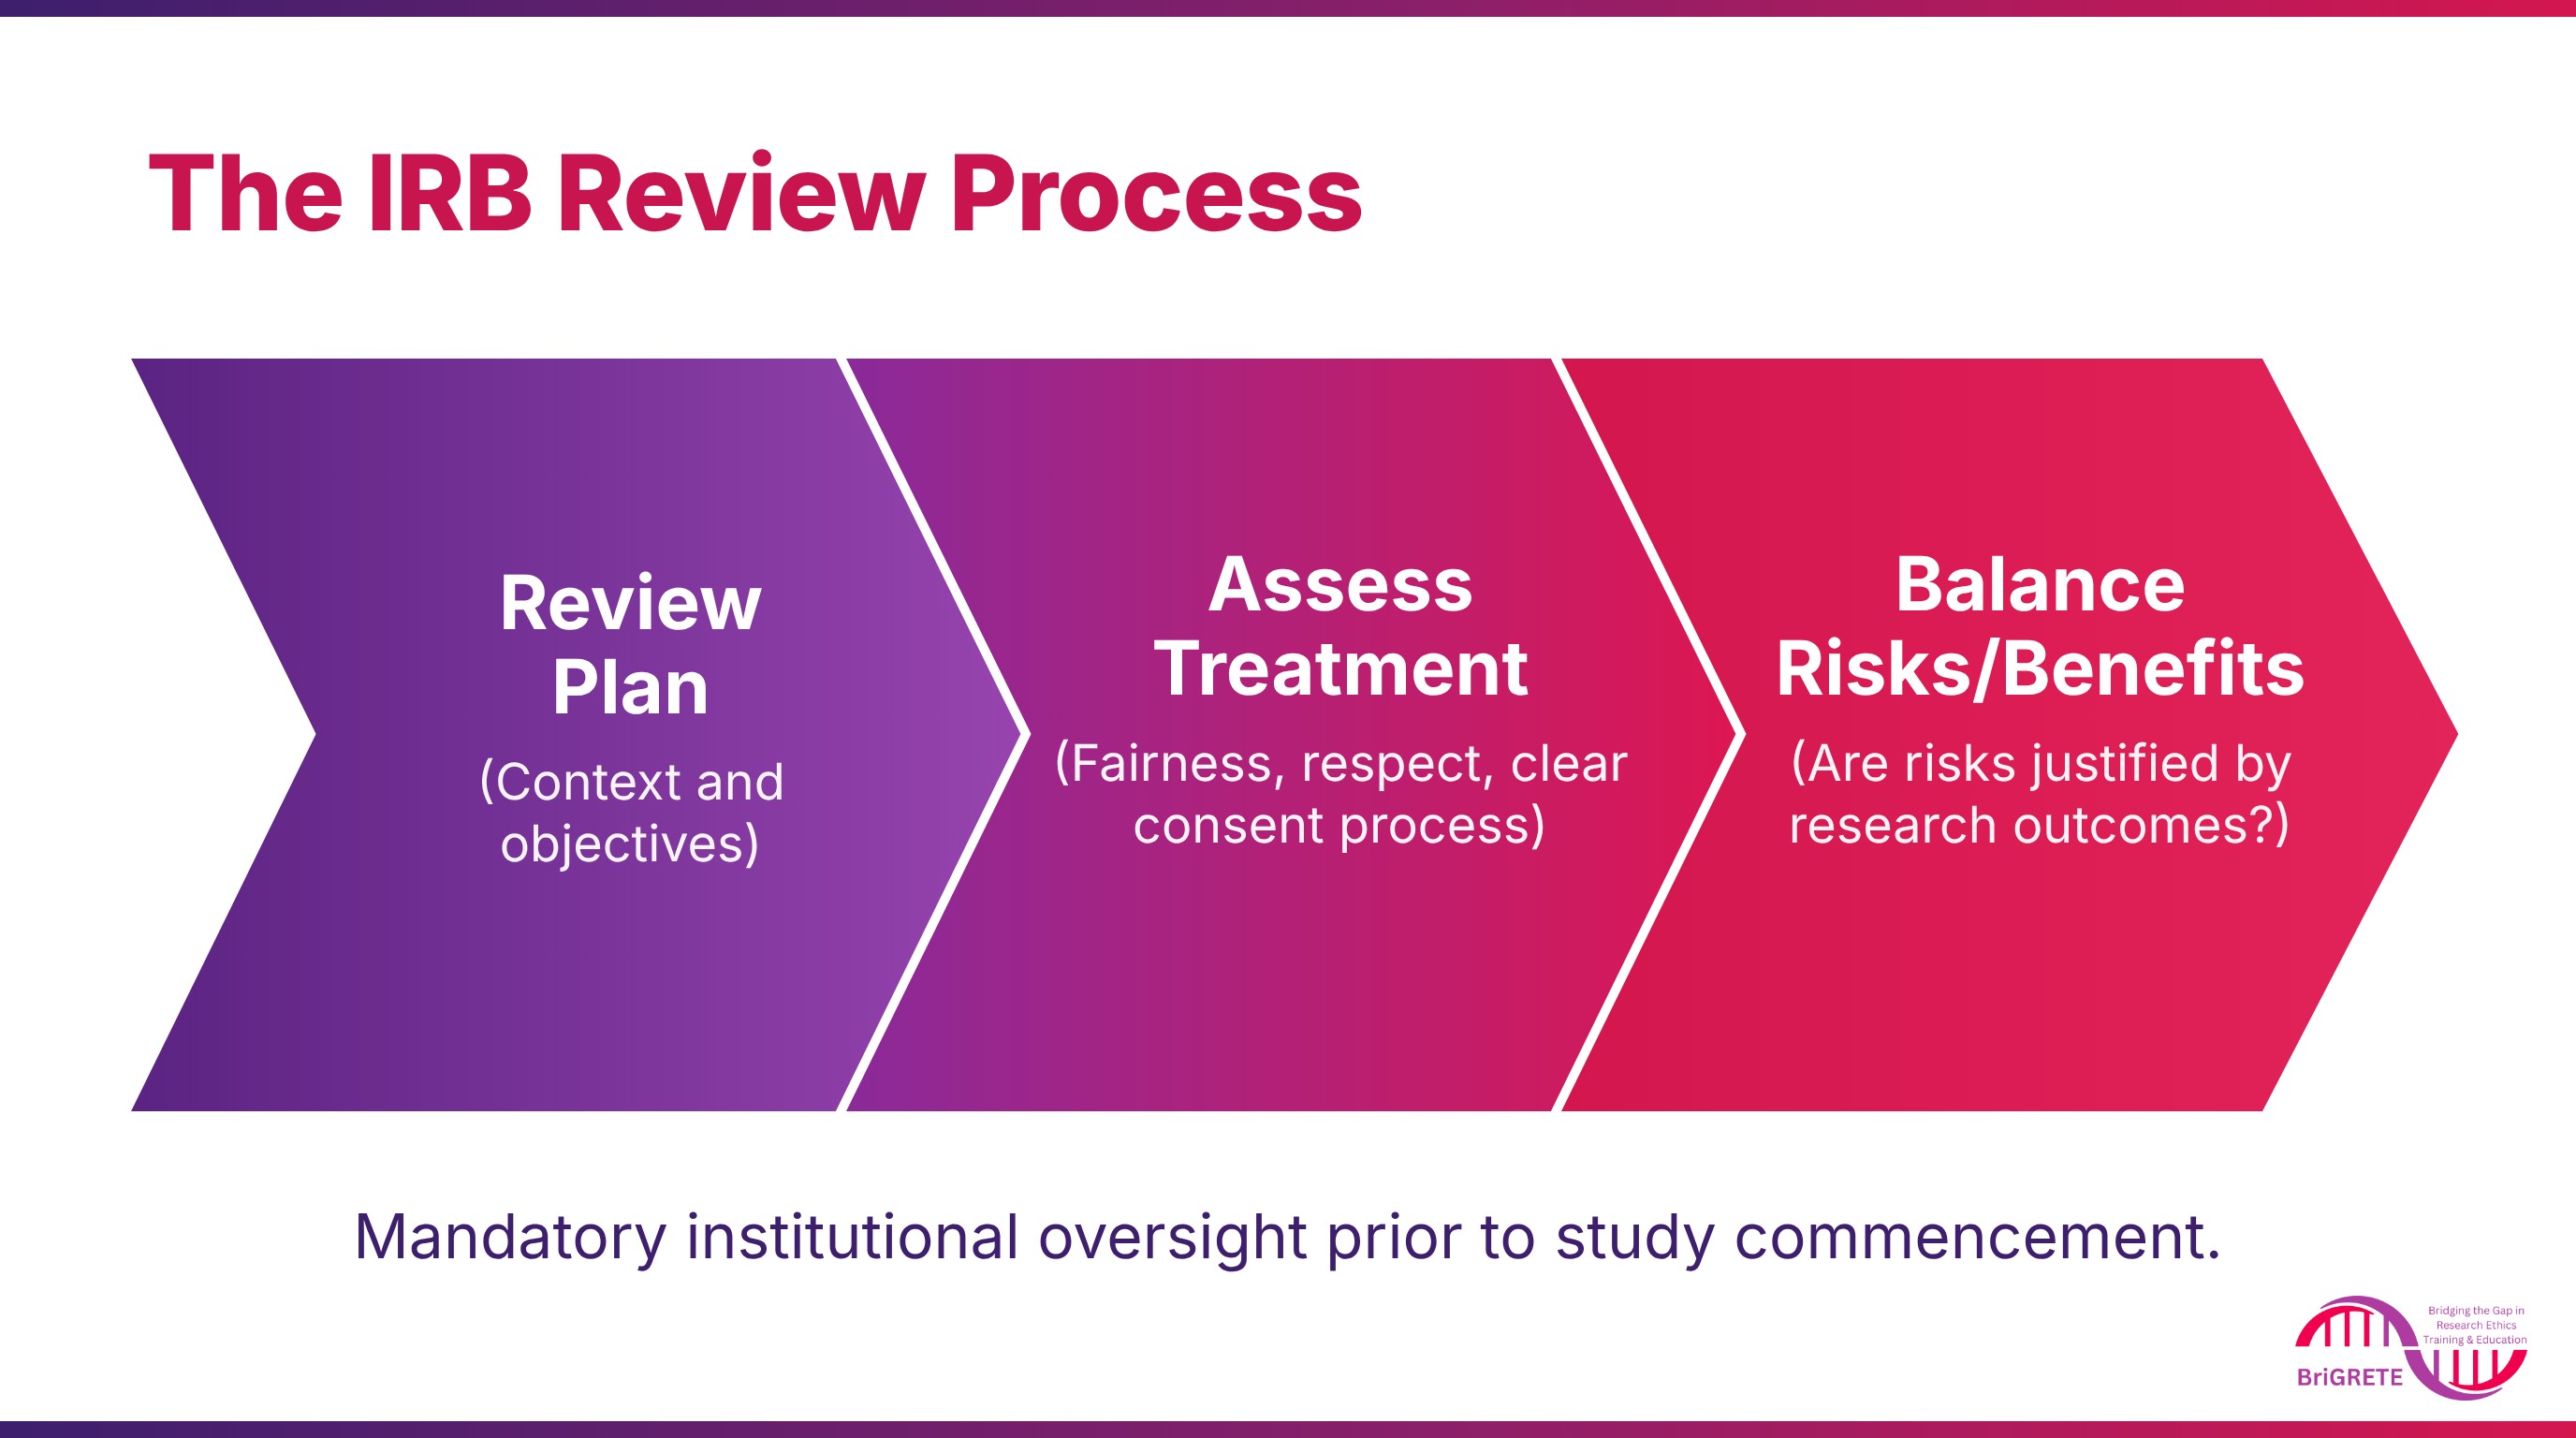 The IRB Review Process
Review
Plan
(Context and
objectives)
Assess
Treatment
(Fairness, respect, clear
consent process)
Balance
Risks/Benefits
(Are risks justified by
research outcomes?)
Mandatory institutional oversight prior to study commencement.
Bridging the Gap in
Research Ethics
Training & Education
BriGRETE